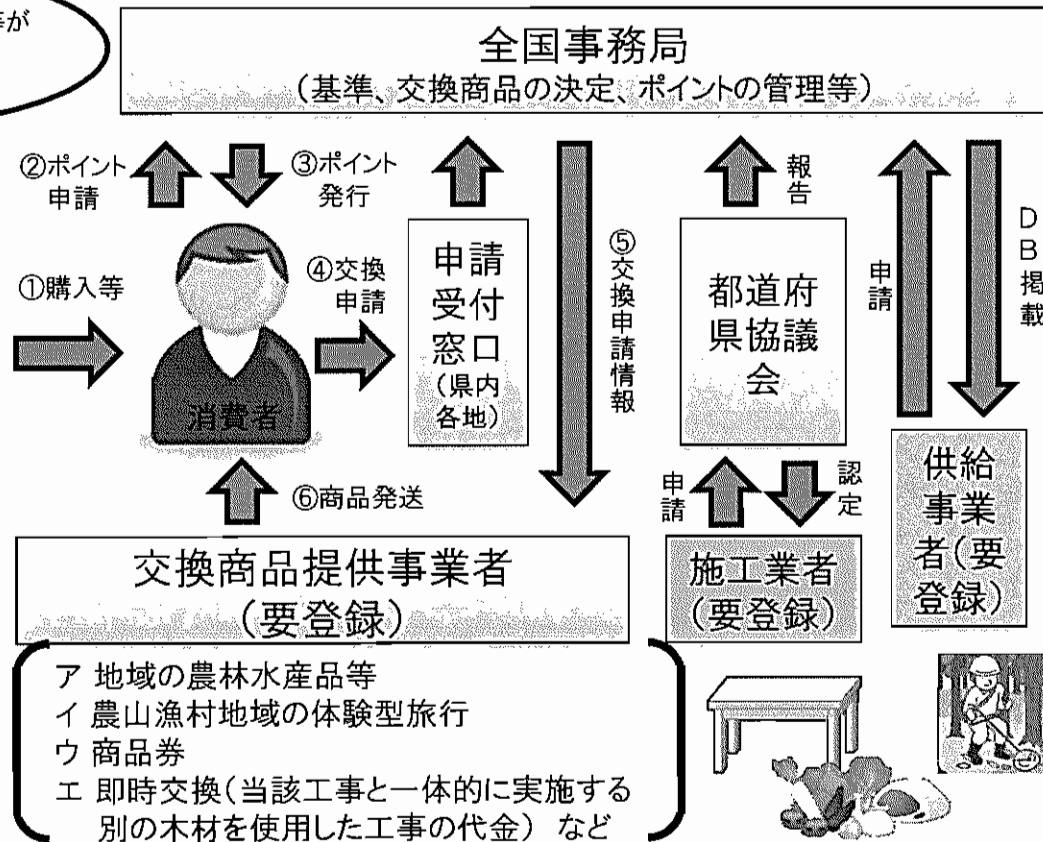 等が
全国事務局
(基準、交換商品の決定、ポイントの管理等)
②ポイント
申請
③ポイント
発行
①購入等
消費者
④交換
申請
申請
受付
窓口
(県内
各地)
⑤交換申請情報
報告
都道府
県協議
会
申請
DB掲載
⑥商品発送
申請
認定
供給
事業
者(要
登録)
交換商品提供事業者
(要登録)
施工業者
(要登録)
ア 地域の農林水産品等
イ 農山漁村地域の体験型旅行
ウ 商品券
エ 即時交換(当該工事と一体的に実施する
別の木材を使用した工事の代金) など